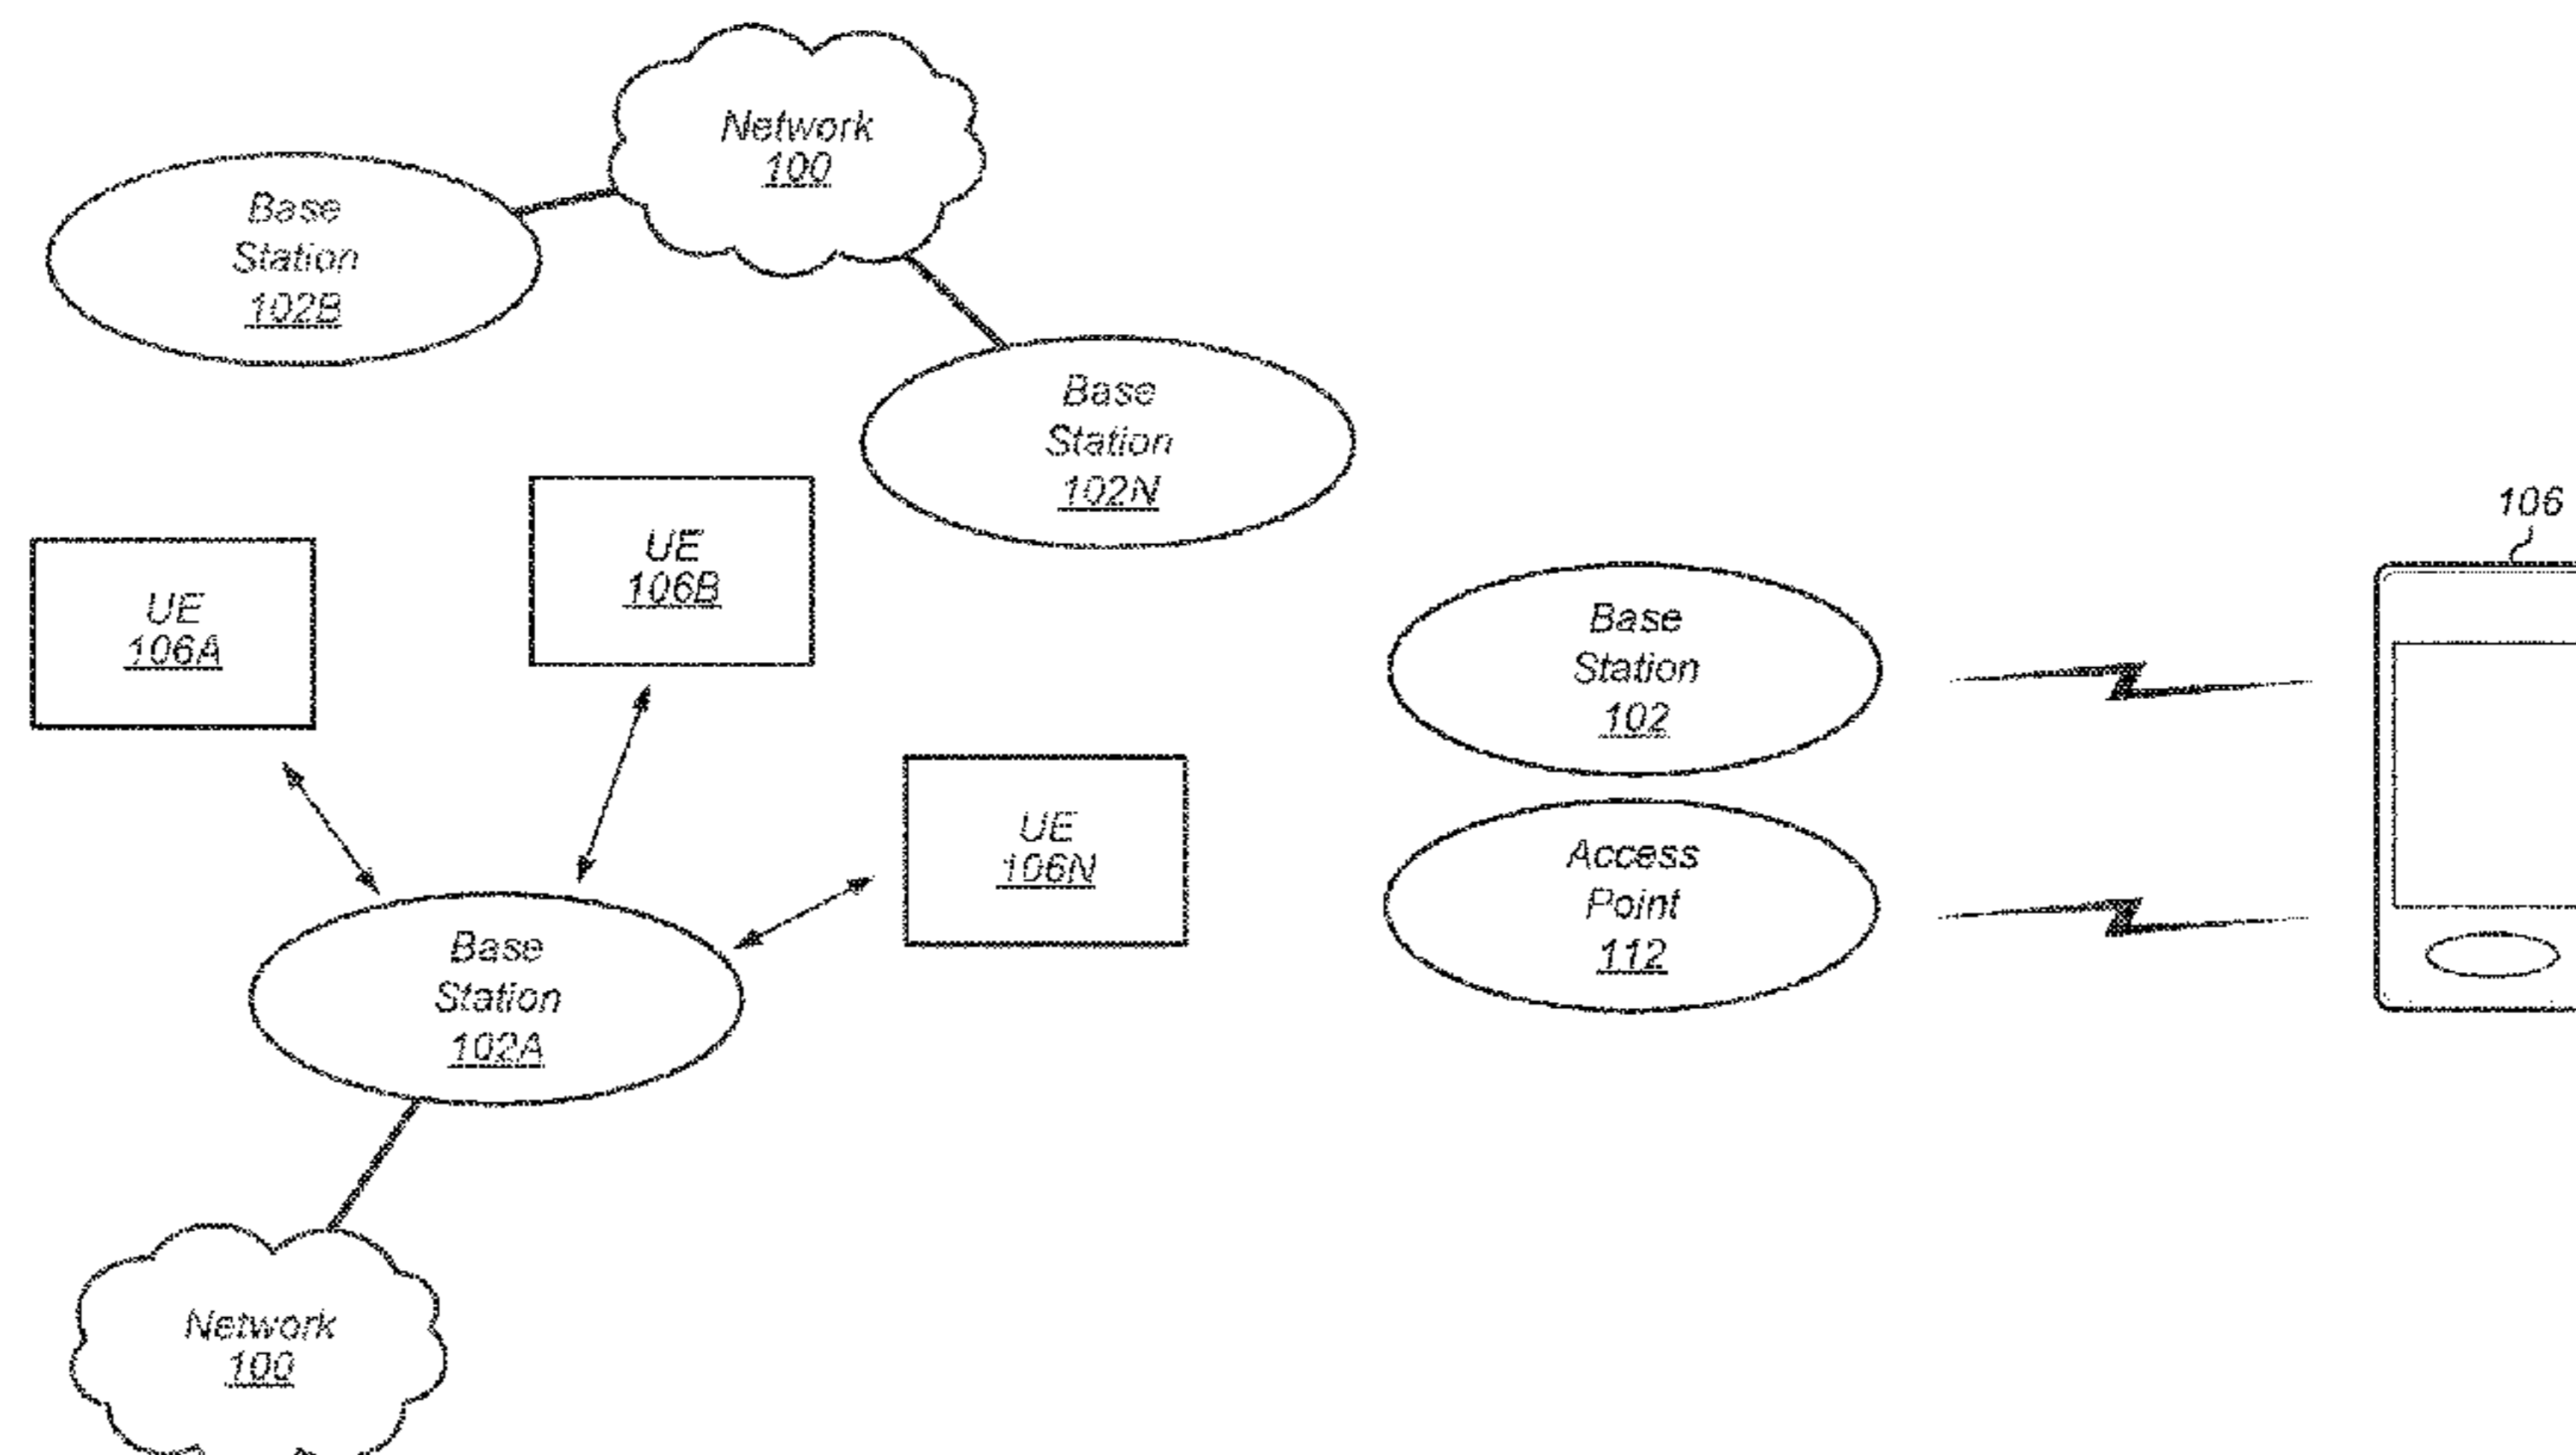 Network
100
Base
Station
102B
Base
Station
102N
UE
106A
UE
106B
UE
106N
Base
Station
102A
Network
100
Base
Station
102
Access
Point
112
106